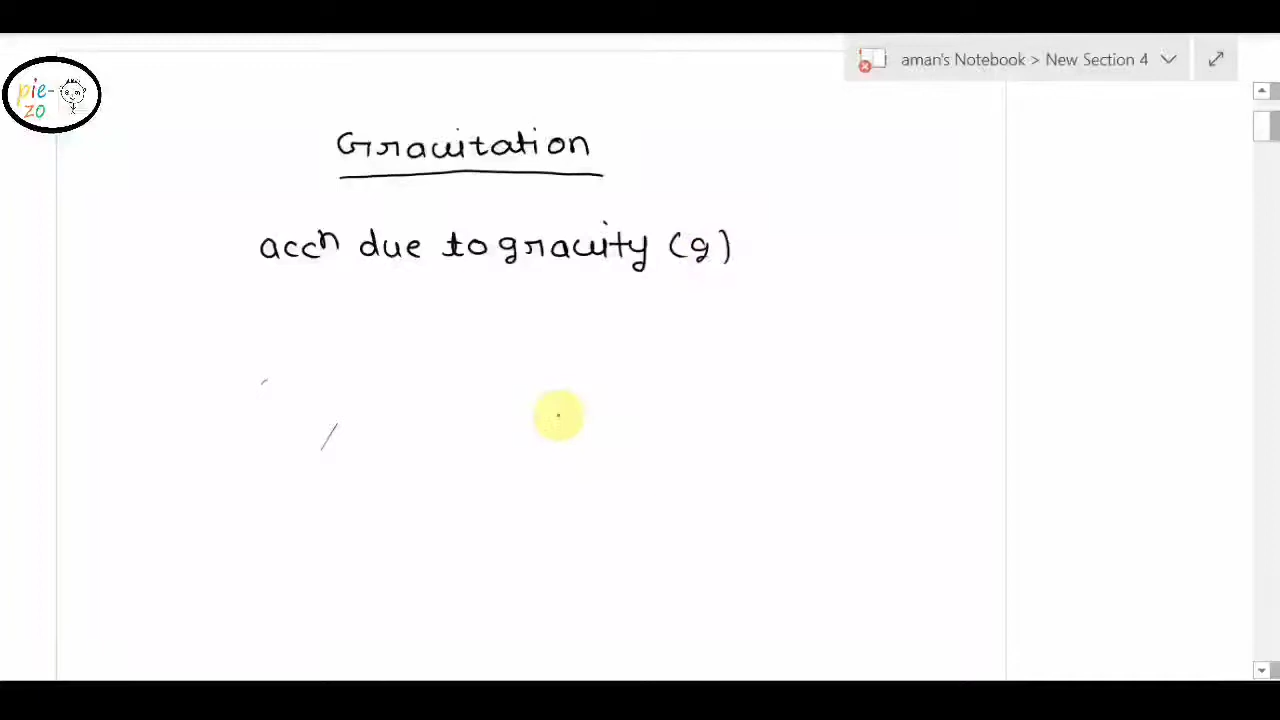 pie-
zo
aman's Notebook > New Section 4
Gravitation
accⁿ due to gravity (g)